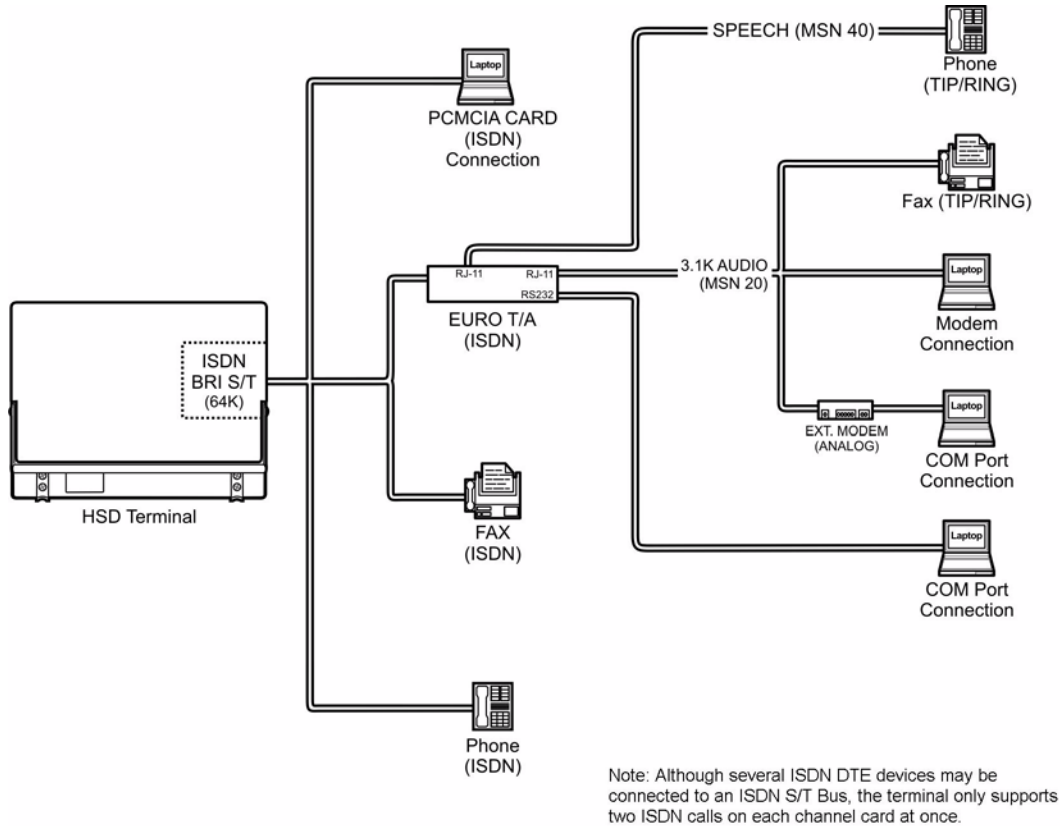 SPEECH (MSN 40)
Phone
(TIP/RING)
Laptop
PCMCIA CARD
(ISDN)
Connection
Fax (TIP/RING)
RJ-11
RJ-11
RS232
EURO T/A
(ISDN)
3.1K AUDIO
(MSN 20)
Laptop
Modem
Connection
ISDN
BRI S/T
(64K)
HSD Terminal
EXT. MODEM
(ANALOG)
Laptop
COM Port
Connection
FAX
(ISDN)
Laptop
COM Port
Connection
Phone
(ISDN)
Note: Although several ISDN DTE devices may be
connected to an ISDN S/T Bus, the terminal only supports
two ISDN calls on each channel card at once.